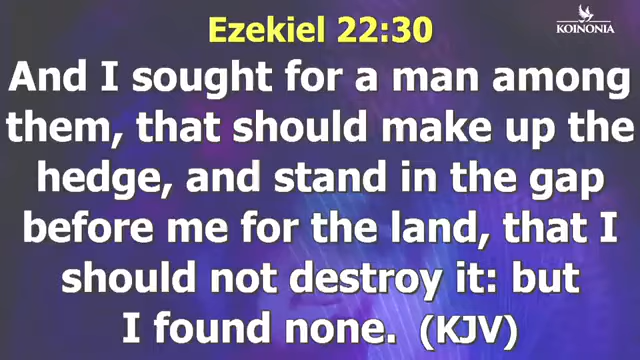 Ezekiel 22:30
KOINONIA
And I sought for a man among
them, that should make up the
hedge, and stand in the gap
before me for the land, that I
should not destroy it: but
I found none. (KJV)